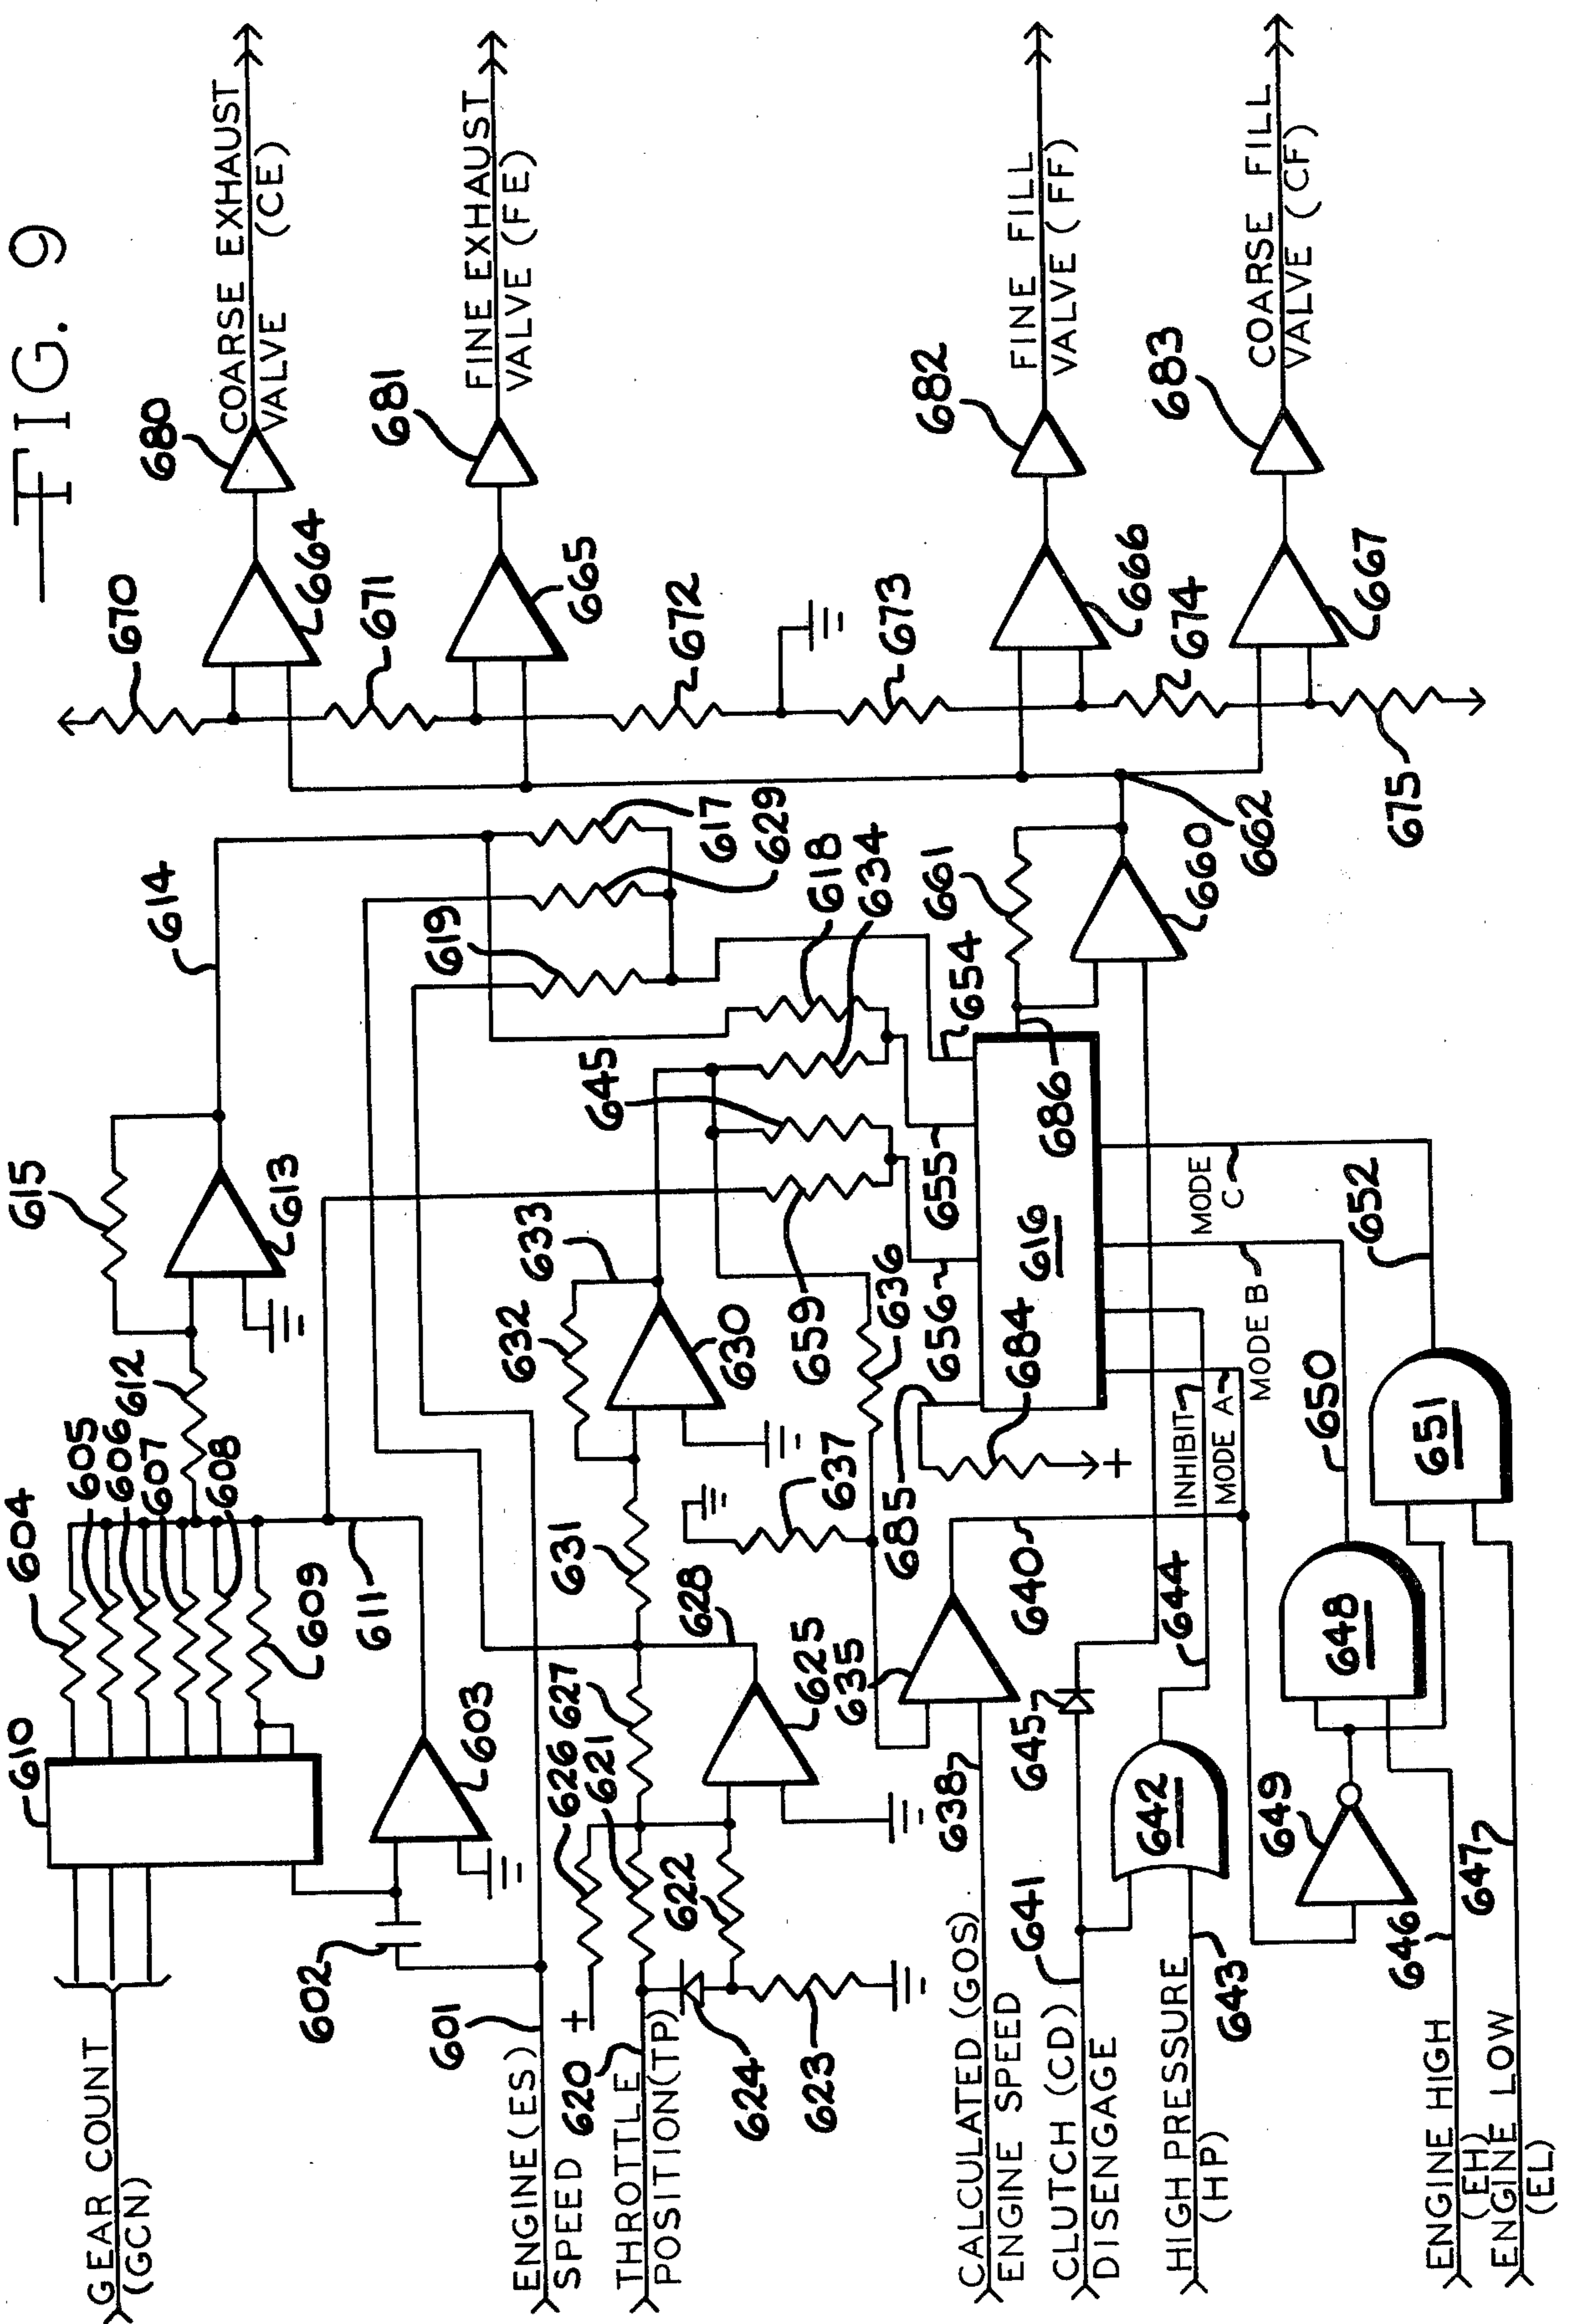 FIG. 9
GEAR COUNT
(GCN)
ENGINE (ES)
SPEED
THROTTLE
POSITION (TP)
CALCULATED (GOS)
ENGINE SPEED
CLUTCH (CD)
DISENGAGE
HIGH PRESSURE
(HP)
ENGINE HIGH
(EH)
ENGINE LOW
(EL)
COARSE EXHAUST
VALVE (CE)
FINE EXHAUST
VALVE (FE)
FINE FILL
VALVE (FF)
COARSE FILL
VALVE (CF)
610
604
605
606
607
608
609
611
612
615
613
614
602
603
601
620
+
626
621
627
622
624
623
625
628
631
632
630
633
637
636
659
645
619
617
629
618
634
661
654
655
656
660
662
638
635
640
641
645
642
643
644
685
684
+
616
686
INHIBIT
MODE A
MODE B
MODE
C
649
646
646
647
648
650
651
652
670
671
672
673
674
675
664
665
666
667
680
681
682
683